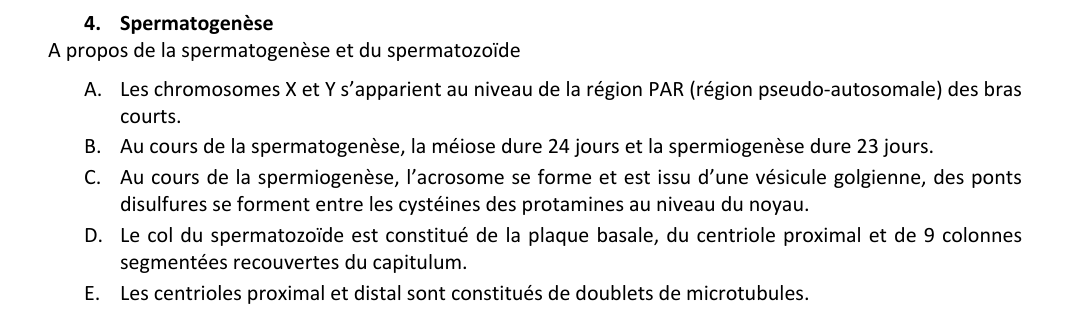 4. Spermatogenèse
A propos de la spermatogenèse et du spermatozoïde
A. Les chromosomes X et Y s’apparient au niveau de la région PAR (région pseudo-autosomale) des bras
courts.
B. Au cours de la spermatogenèse, la méiose dure 24 jours et la spermiogenèse dure 23 jours.
C. Au cours de la spermiogenèse, l’acrosome se forme et est issu d’une vésicule golgienne, des ponts
disulfures se forment entre les cystéines des protamines au niveau du noyau.
D. Le col du spermatozoïde est constitué de la plaque basale, du centriole proximal et de 9 colonnes
segmentées recouvertes du capitulum.
E. Les centrioles proximal et distal sont constitués de doublets de microtubules.